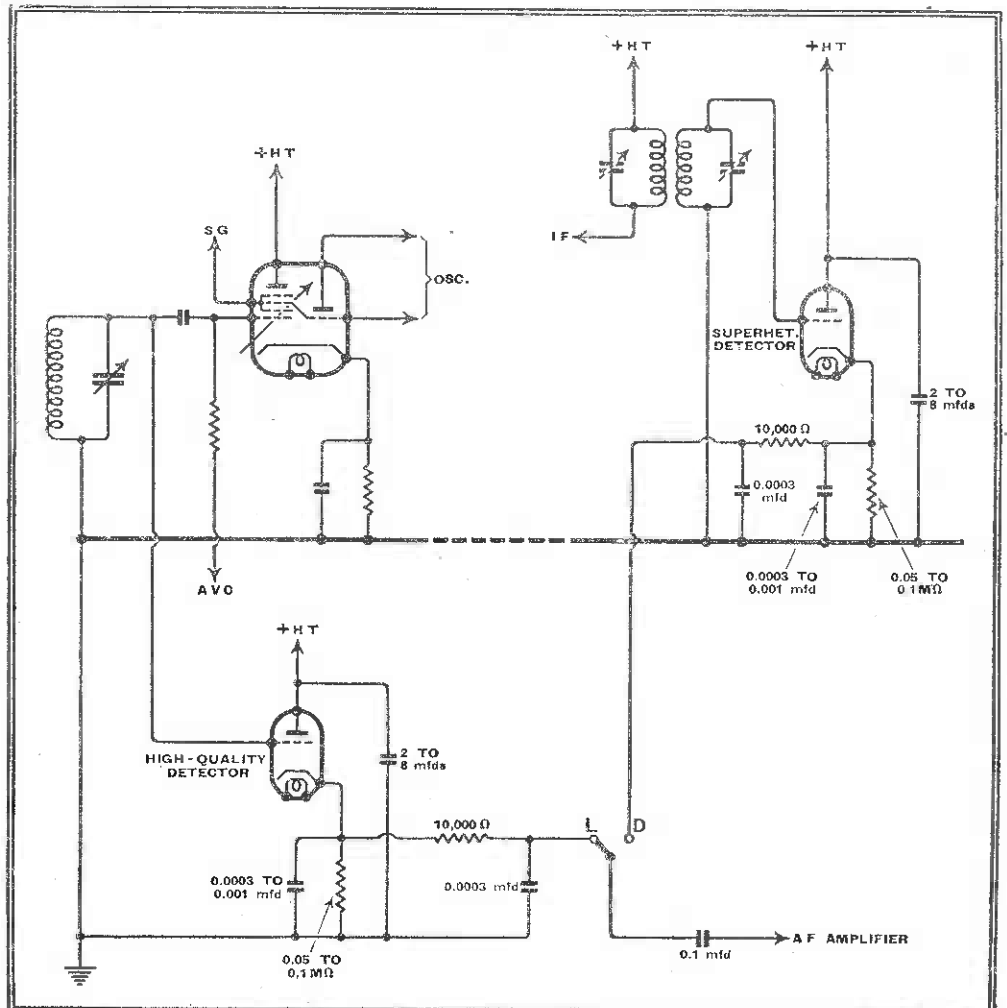 +HT
+HT
+HT
SG
OSC.
IF
SUPERHET.
DETECTOR
2 TO
8 mfds
10,000 Ω
0.0003
mfd
AVC
0.0003 TO
0.001 mfd
0.05 TO
0.1MΩ
+HT
HIGH-QUALITY
DETECTOR
2 TO
8 mfds
10,000 Ω
L
D
0.0003 TO
0.001 mfd
0.0003 mfd
0.05 TO
0.1MΩ
0.1 mfd
AF AMPLIFIER